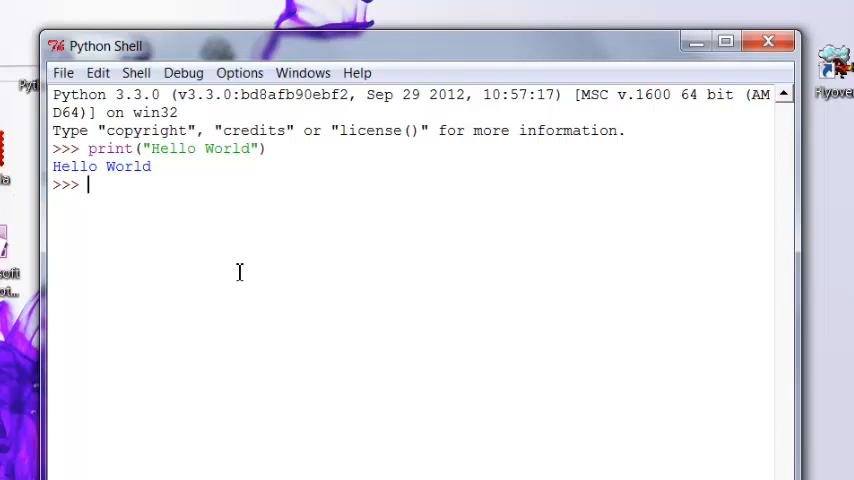 Python Shell
File Edit Shell Debug Options Windows Help
Python 3.3.0 (v3.3.0:bd8afb90ebf2, Sep 29 2012, 10:57:17) [MSC v.1600 64 bit (AM
D64)] on win32
Type "copyright", "credits" or "license()" for more information.
>>> print("Hello World")
Hello World
>>>